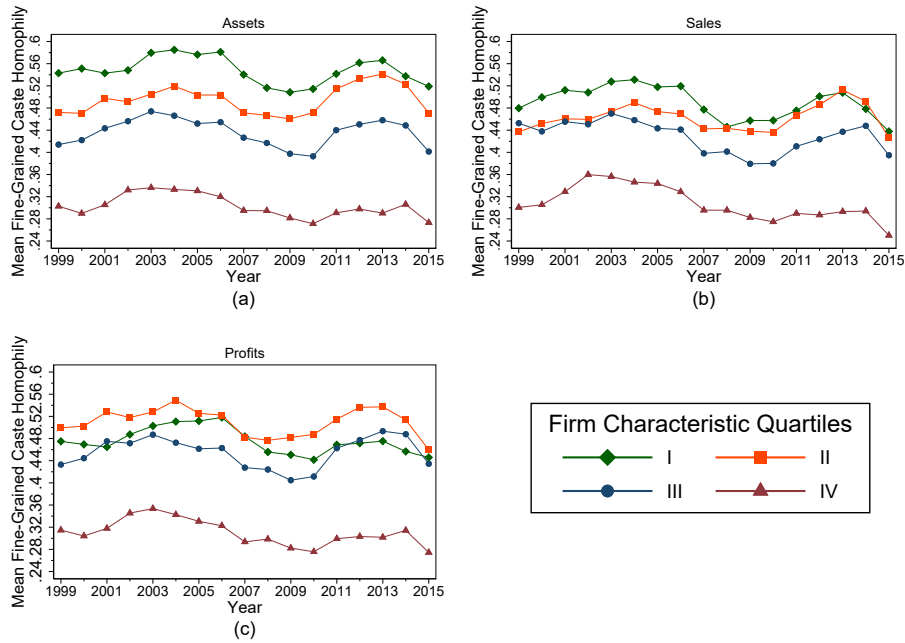 Assets
Mean Fine-Grained Caste Homophily
.24 .28 .32 .36 .4 .44 .48 .52 .56 .6
1999 2001 2003 2005 2007 2009 2011 2013 2015
Year
(a)
Sales
Mean Fine-Grained Caste Homophily
.24 .28 .32 .36 .4 .44 .48 .52 .56 .6
1999 2001 2003 2005 2007 2009 2011 2013 2015
Year
(b)
Profits
Mean Fine-Grained Caste Homophily
.24 .28 .32 .36 .4 .44 .48 .52 .56 .6
1999 2001 2003 2005 2007 2009 2011 2013 2015
Year
(c)
Firm Characteristic Quartiles
I II
III IV